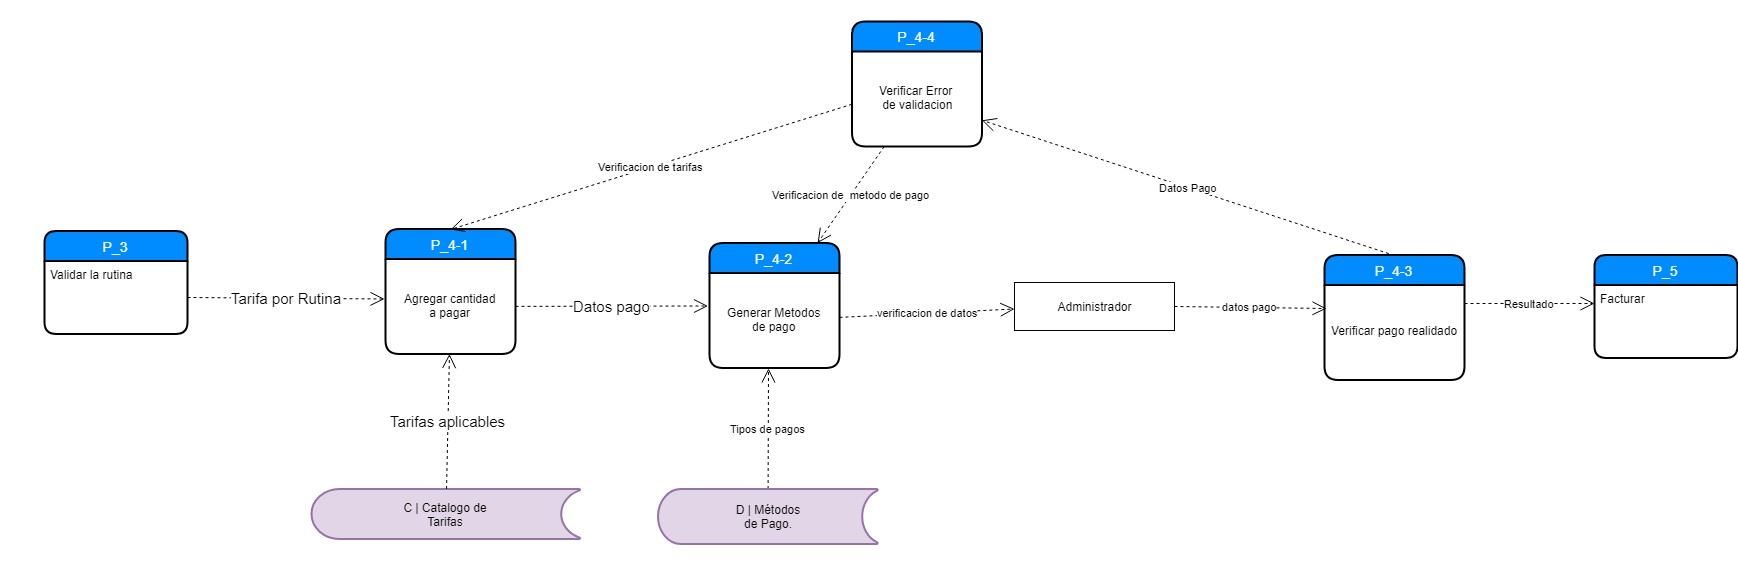 P_4-4
Verificar Error
de validacion
Verificacion de tarifas
Verificacion de  metodo de pago
Datos Pago
P_3
Validar la rutina
Tarifa por Rutina
P_4-1
Agregar cantidad
a pagar
Datos pago
P_4-2
Generar Metodos
de pago
verificacion de datos
Administrador
datos pago
P_4-3
Verificar pago realidado
Resultado
P_5
Facturar
Tarifas aplicables
Tipos de pagos
C | Catalogo de
Tarifas
D | Métodos
de Pago.